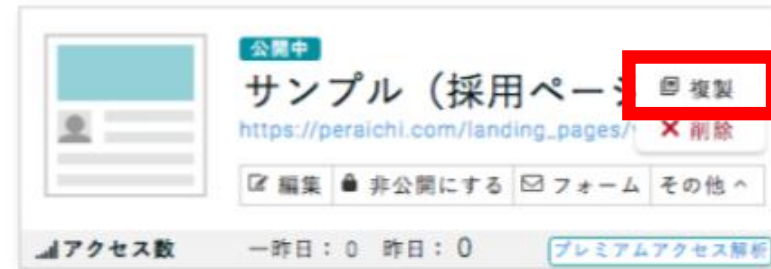 公開中
サンプル（採用ページ
複製
https://peraichi.com/landing_pages/
削除
編集 非公開にする フォーム その他
アクセス数 一昨日：0 昨日：0 プレミアムアクセス解析